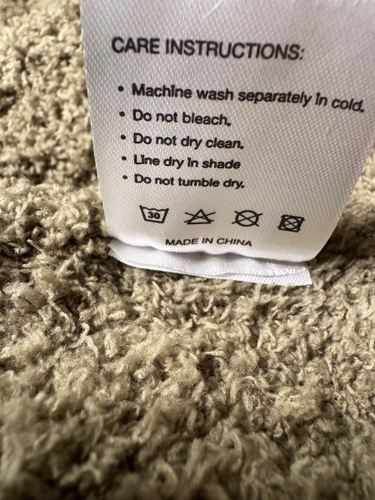 CARE INSTRUCTIONS:
• Machine wash separately in cold.
• Do not bleach.
• Do not dry clean.
• Line dry in shade
• Do not tumble dry.
30
MADE IN CHINA